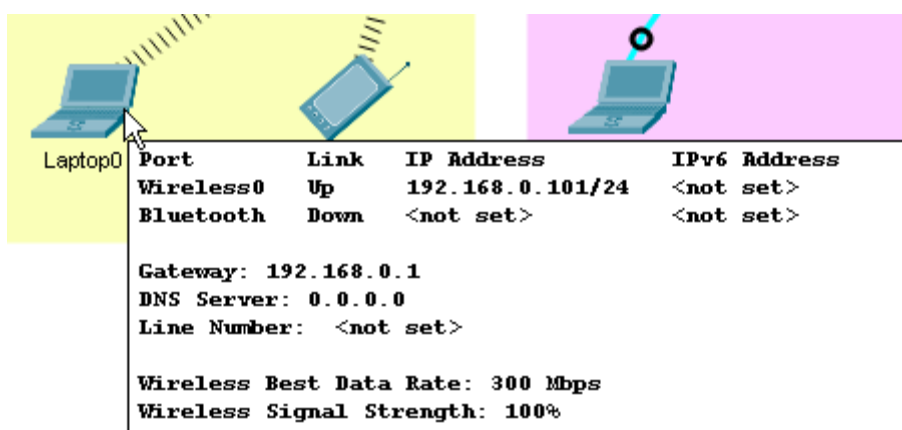 Laptop0
Port Link IP Address IPv6 Address
Wireless0 Up 192.168.0.101/24 <not set>
Bluetooth Down <not set> <not set>
Gateway: 192.168.0.1
DNS Server: 0.0.0.0
Line Number: <not set>
Wireless Best Data Rate: 300 Mbps
Wireless Signal Strength: 100%